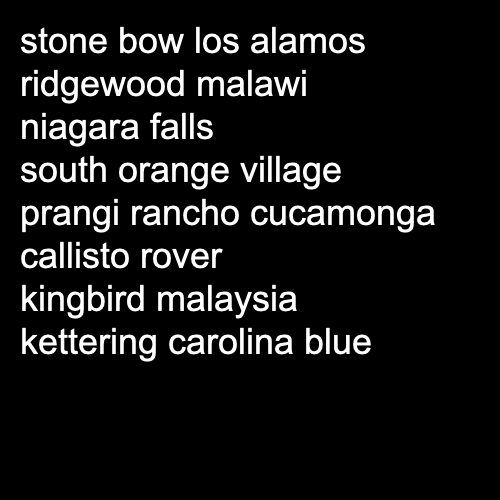 stone bow los alamos
ridgewood malawi
niagara falls
south orange village
prangi rancho cucamonga
callisto rover
kingbird malaysia
kettering carolina blue